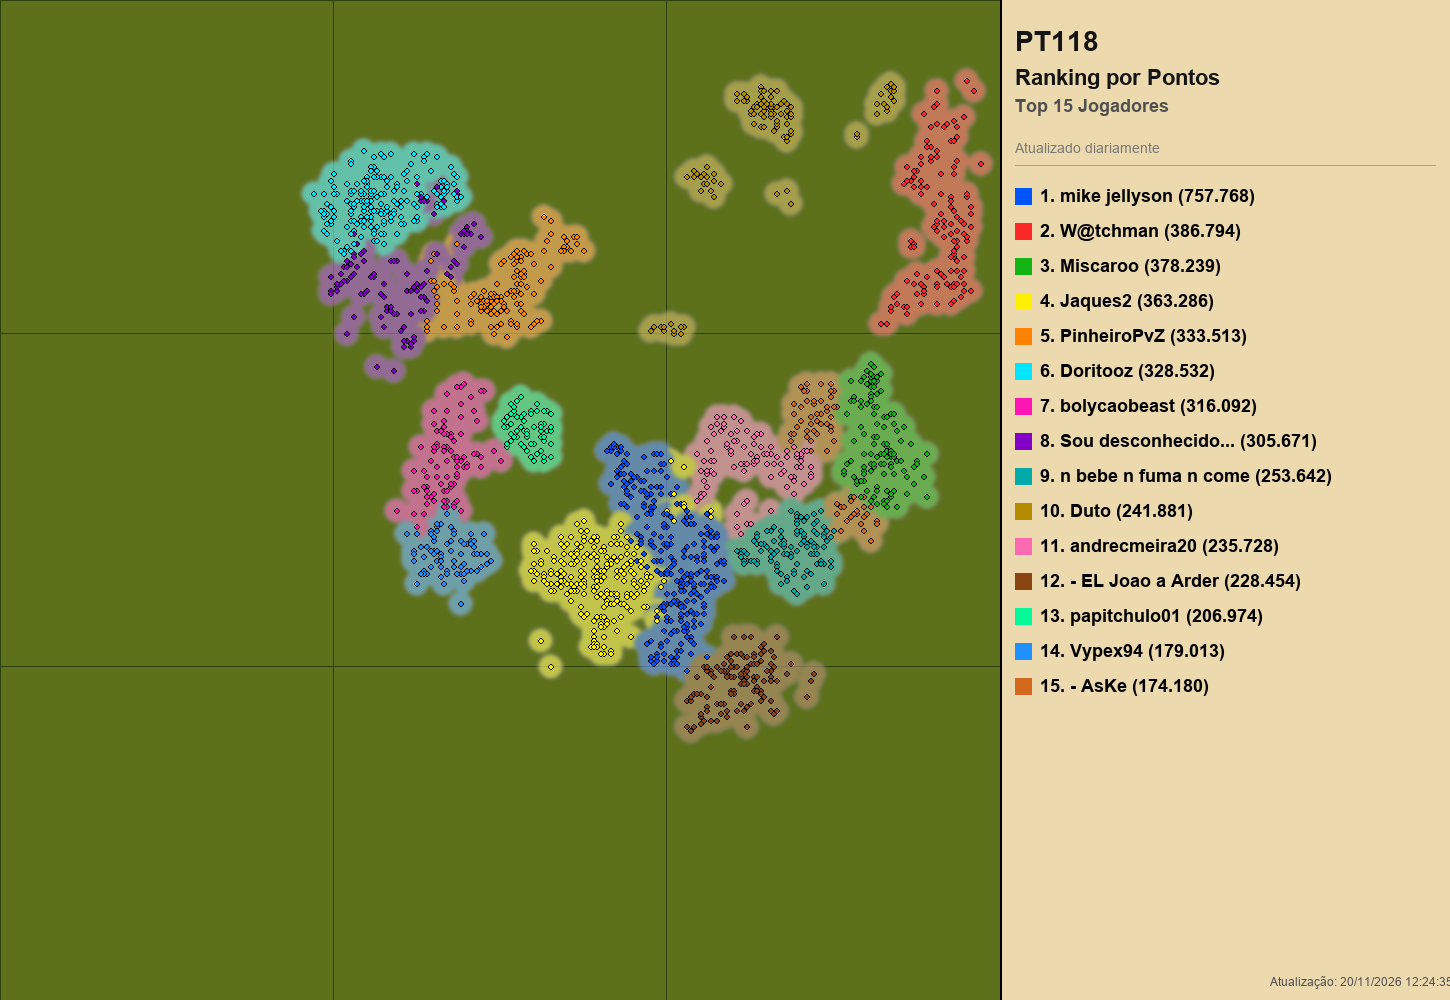 PT118
Ranking por Pontos
Top 15 Jogadores
Atualizado diariamente
1. mike jellyson (757.768)
2. W@tchman (386.794)
3. Miscaroo (378.239)
4. Jaques2 (363.286)
5. PinheiroPvZ (333.513)
6. Doritooz (328.532)
7. bolycaobeast (316.092)
8. Sou desconhecido... (305.671)
9. n bebe n fuma n come (253.642)
10. Duto (241.881)
11. andrecmeira20 (235.728)
12. - EL Joao a Arder (228.454)
13. papitchulo01 (206.974)
14. Vypex94 (179.013)
15. - AsKe (174.180)
Atualização: 20/11/2026 12:24:35